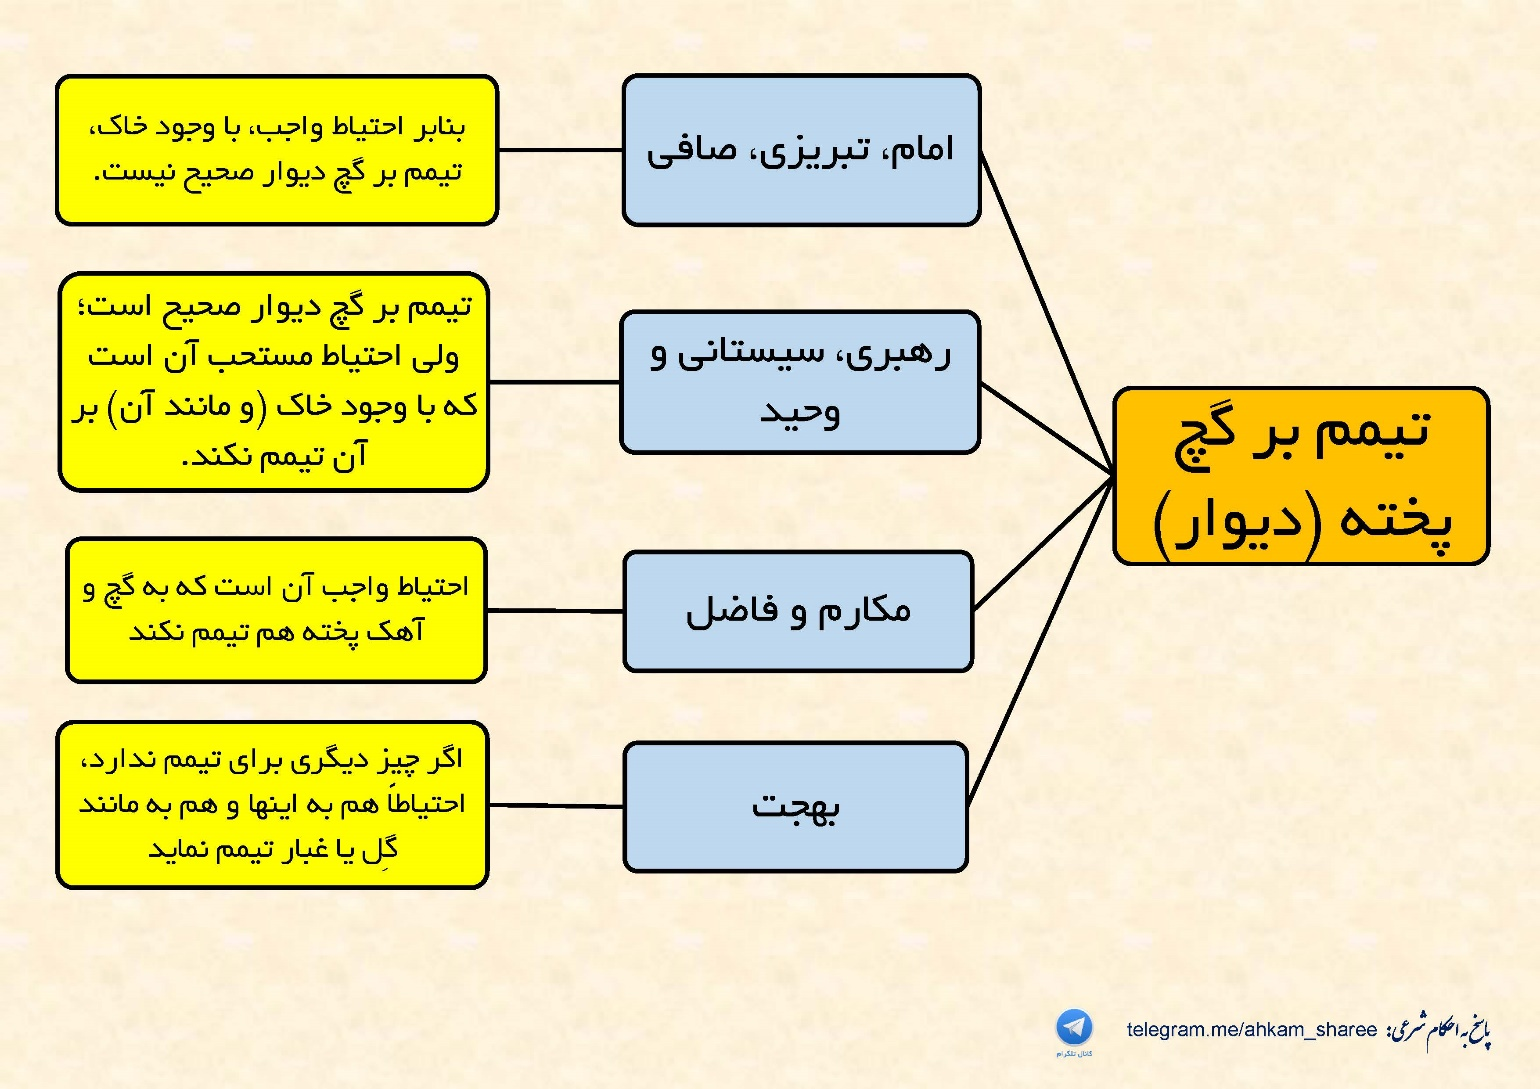 تیمم بر گچ
پخته (دیوار)
امام، تبریزی، صافی
بنابر احتیاط واجب، با وجود خاک،
تیمم بر گچ دیوار صحیح نیست.
رهبری، سیستانی و
وحید
تیمم بر گچ دیوار صحیح است؛
ولی احتیاط مستحب آن است
که با وجود خاک (و مانند آن) بر
آن تیمم نکند.
مکارم و فاضل
احتیاط واجب آن است که به گچ و
آهک پخته هم تیمم نکند
بهجت
اگر چیز دیگری برای تیمم ندارد،
احتیاطاً هم به اینها و هم به مانند
گِل یا غبار تیمم نماید
پاسخ به احکام شرعی: telegram.me/ahkam_sharee
کانال تلگرام